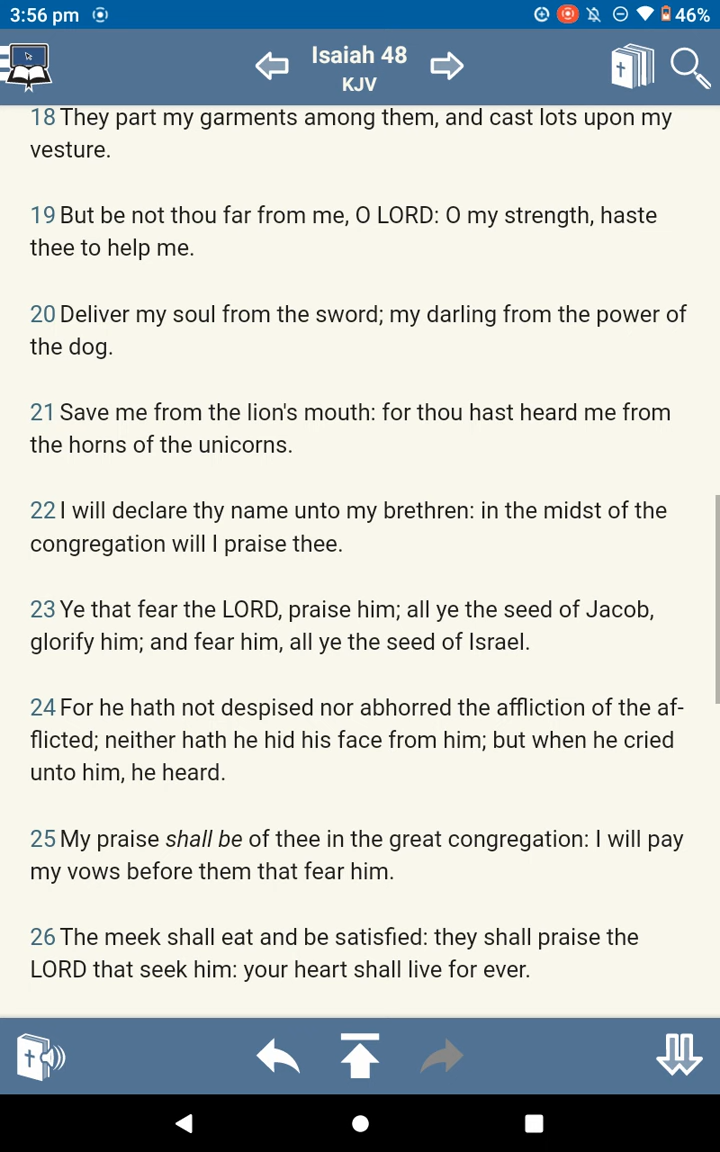 3:56 pm
46%
Isaiah 48
KJV
18 They part my garments among them, and cast lots upon my
vesture.
19 But be not thou far from me, O LORD: O my strength, haste
thee to help me.
20 Deliver my soul from the sword; my darling from the power of
the dog.
21 Save me from the lion's mouth: for thou hast heard me from
the horns of the unicorns.
22 I will declare thy name unto my brethren: in the midst of the
congregation will I praise thee.
23 Ye that fear the LORD, praise him; all ye the seed of Jacob,
glorify him; and fear him, all ye the seed of Israel.
24 For he hath not despised nor abhorred the affliction of the af-
flicted; neither hath he hid his face from him; but when he cried
unto him, he heard.
25 My praise shall be of thee in the great congregation: I will pay
my vows before them that fear him.
26 The meek shall eat and be satisfied: they shall praise the
LORD that seek him: your heart shall live for ever.